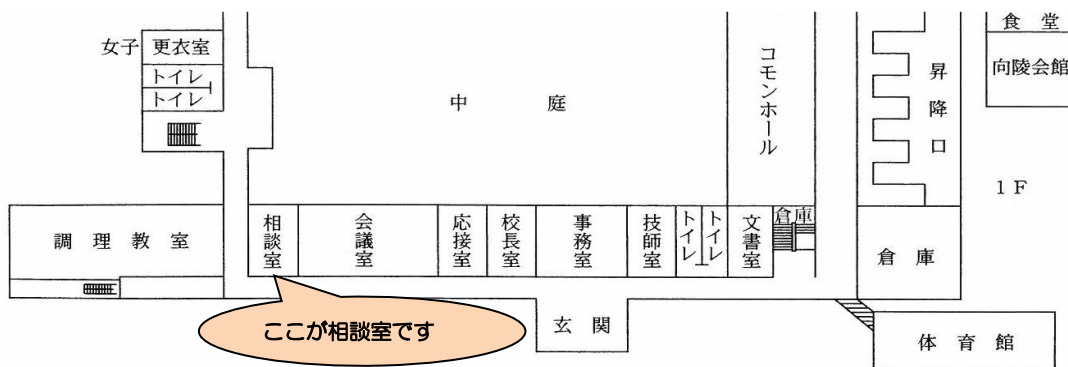 食堂
女子 更衣室
トイレ
トイレ
中庭
コモンホール
昇降口
向陵会館
1F
調理教室
相談室
会議室
応接室
校長室
事務室
技師室
トイレ
トイレ
文書室
倉庫
倉庫
ここが相談室です
玄関
体育館